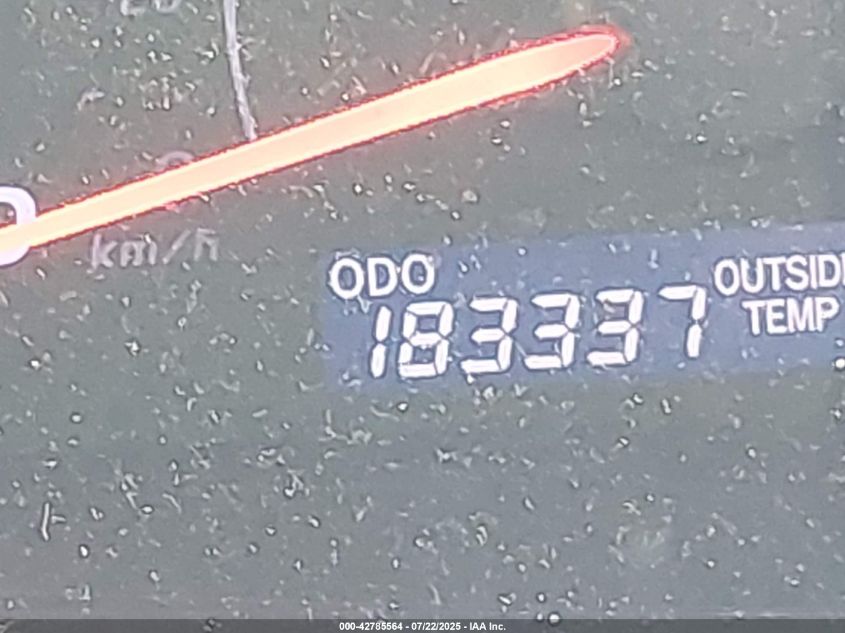 km/h
ODO
183337
OUTSIDE
TEMP
000-42785564 - 07/22/2025 - IAA Inc.